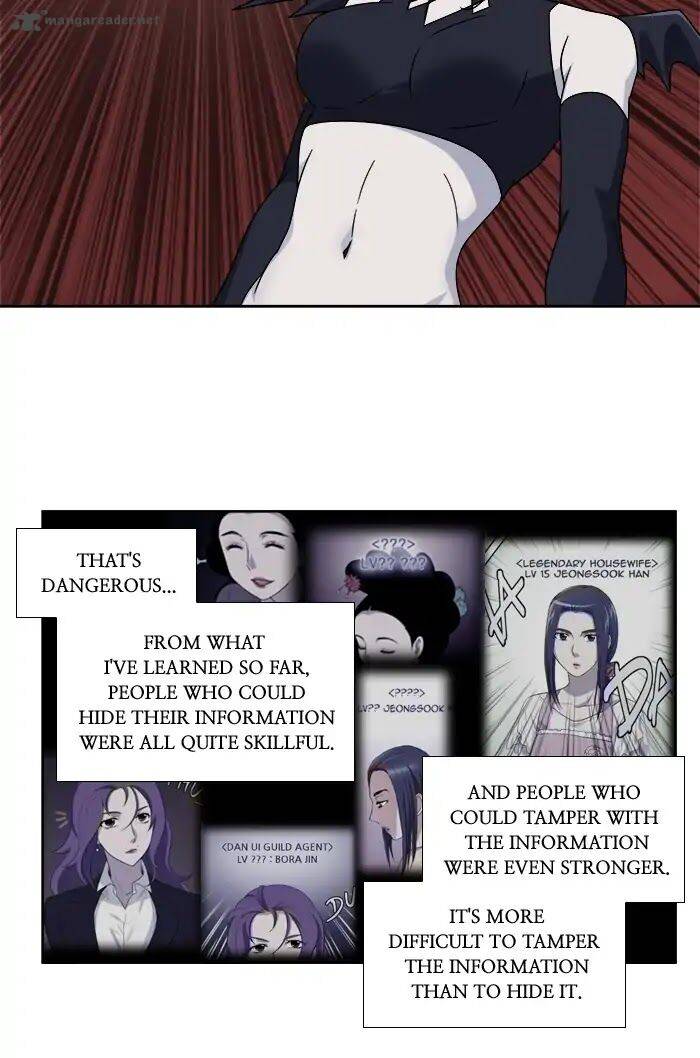 mangareader.net
THAT'S
DANGEROUS...
<???>
LV?? ???
<LEGENDARY HOUSEWIFE>
LV 15 JEONGSOOK HAN
FROM WHAT
I'VE LEARNED SO FAR,
PEOPLE WHO COULD
HIDE THEIR INFORMATION
WERE ALL QUITE SKILLFUL.
<????>
LV?? JEONGSOOK
DA
AND PEOPLE WHO
COULD TAMPER WITH
THE INFORMATION
WERE EVEN STRONGER.
<DAN UI GUILD AGENT>
LV ??? : BORA JIN
DU
IT'S MORE
DIFFICULT TO TAMPER
THE INFORMATION
THAN TO HIDE IT.